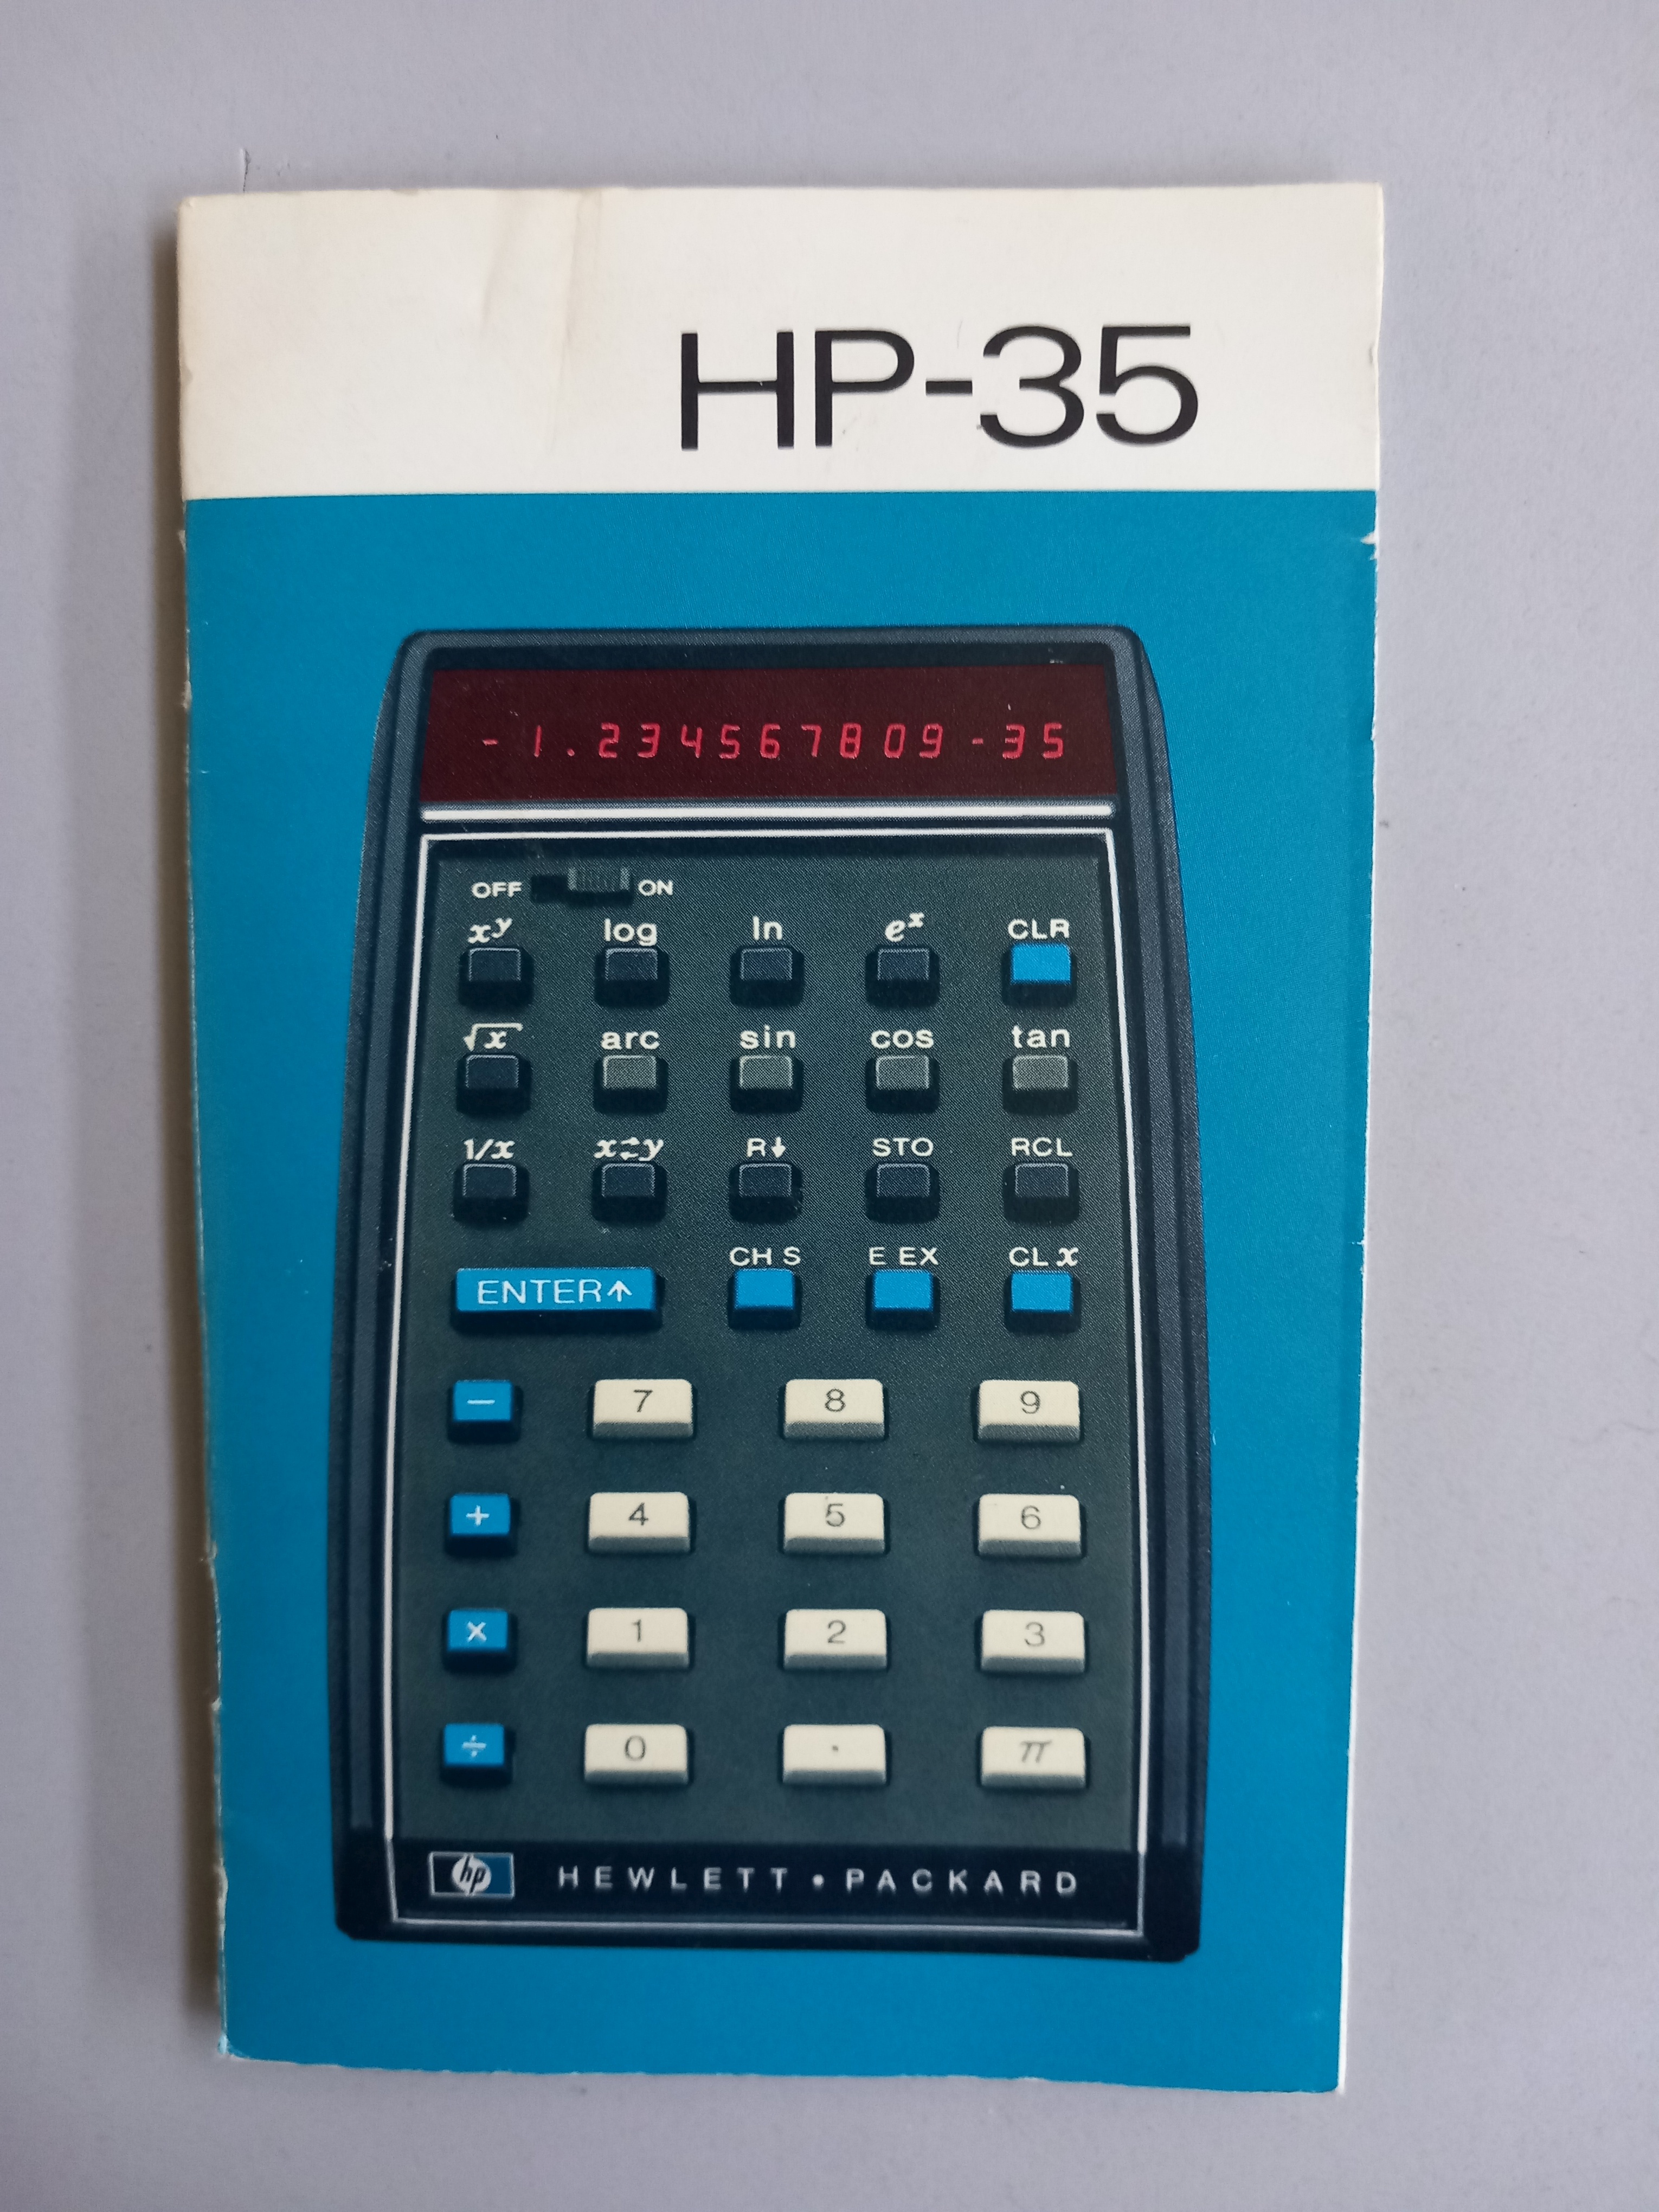 HP-35
-1.234567809-35
OFF ON
xʸ log ln eˣ CLR
√x arc sin cos tan
1/x x⇄y R↓ STO RCL
ENTER↑ CH S E EX CL x
− 7 8 9
+ 4 5 6
× 1 2 3
÷ 0 · π
hp HEWLETT • PACKARD